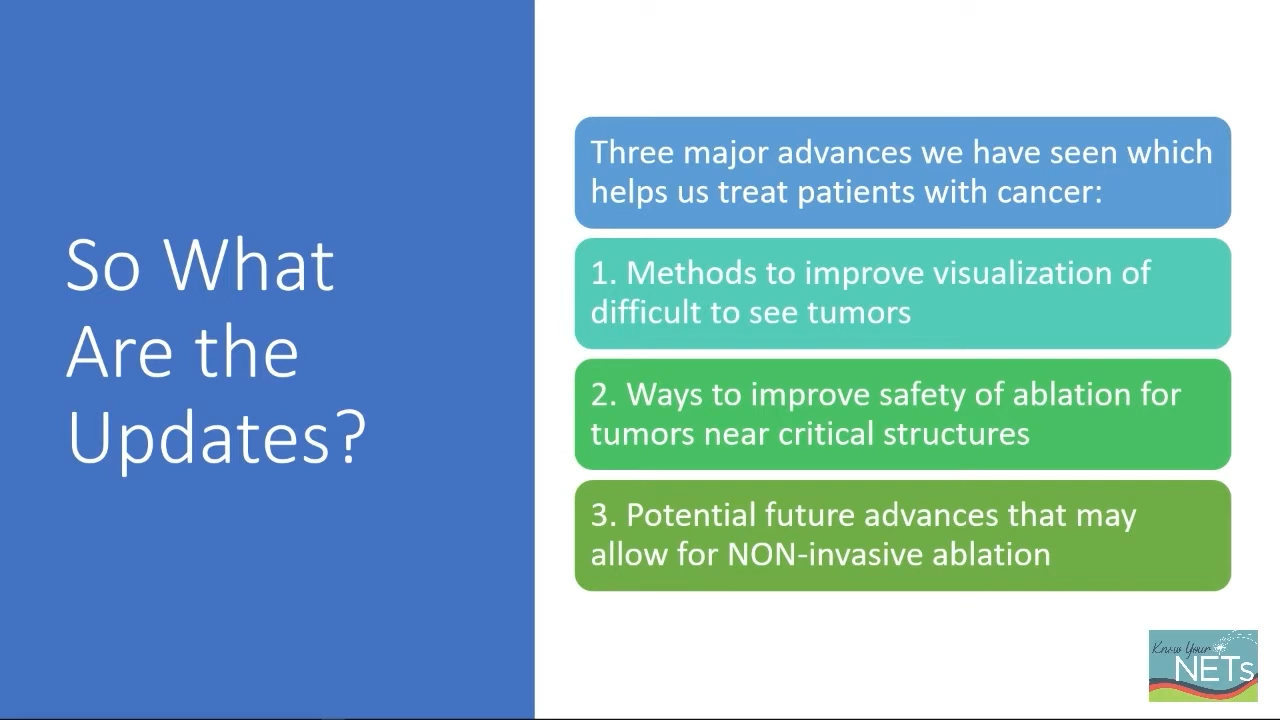 So What
Are the
Updates?
Three major advances we have seen which
helps us treat patients with cancer:
1. Methods to improve visualization of
difficult to see tumors
2. Ways to improve safety of ablation for
tumors near critical structures
3. Potential future advances that may
allow for NON-invasive ablation
Know Your
NETs